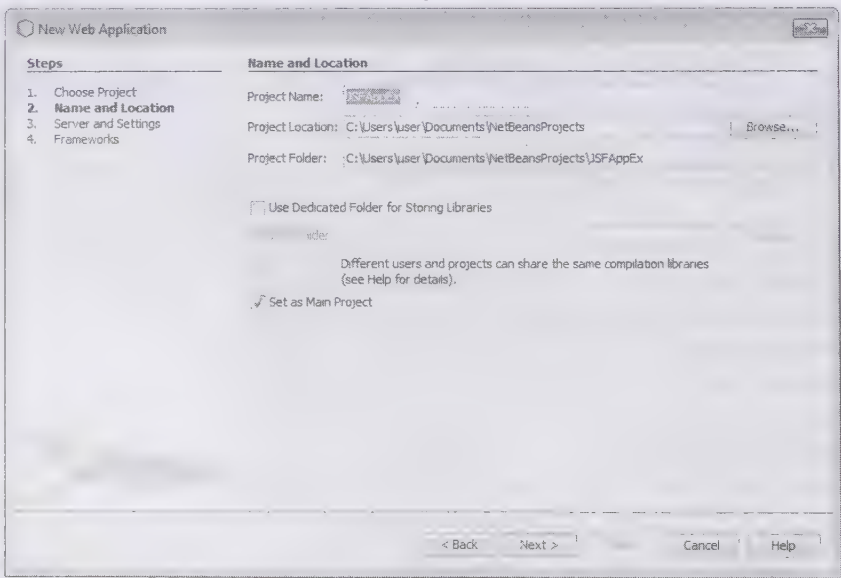 New Web Application
Steps
1. Choose Project
2. Name and Location
3. Server and Settings
4. Frameworks
Name and Location
Project Name: JSFAppEx
Project Location: C:\Users\user\Documents\NetBeansProjects
Browse...
Project Folder: C:\Users\user\Documents\NetBeansProjects\JSFAppEx
Use Dedicated Folder for Storing Libraries
Different users and projects can share the same compilation libraries
(see Help for details).
Set as Main Project
< Back
Next >
Cancel
Help